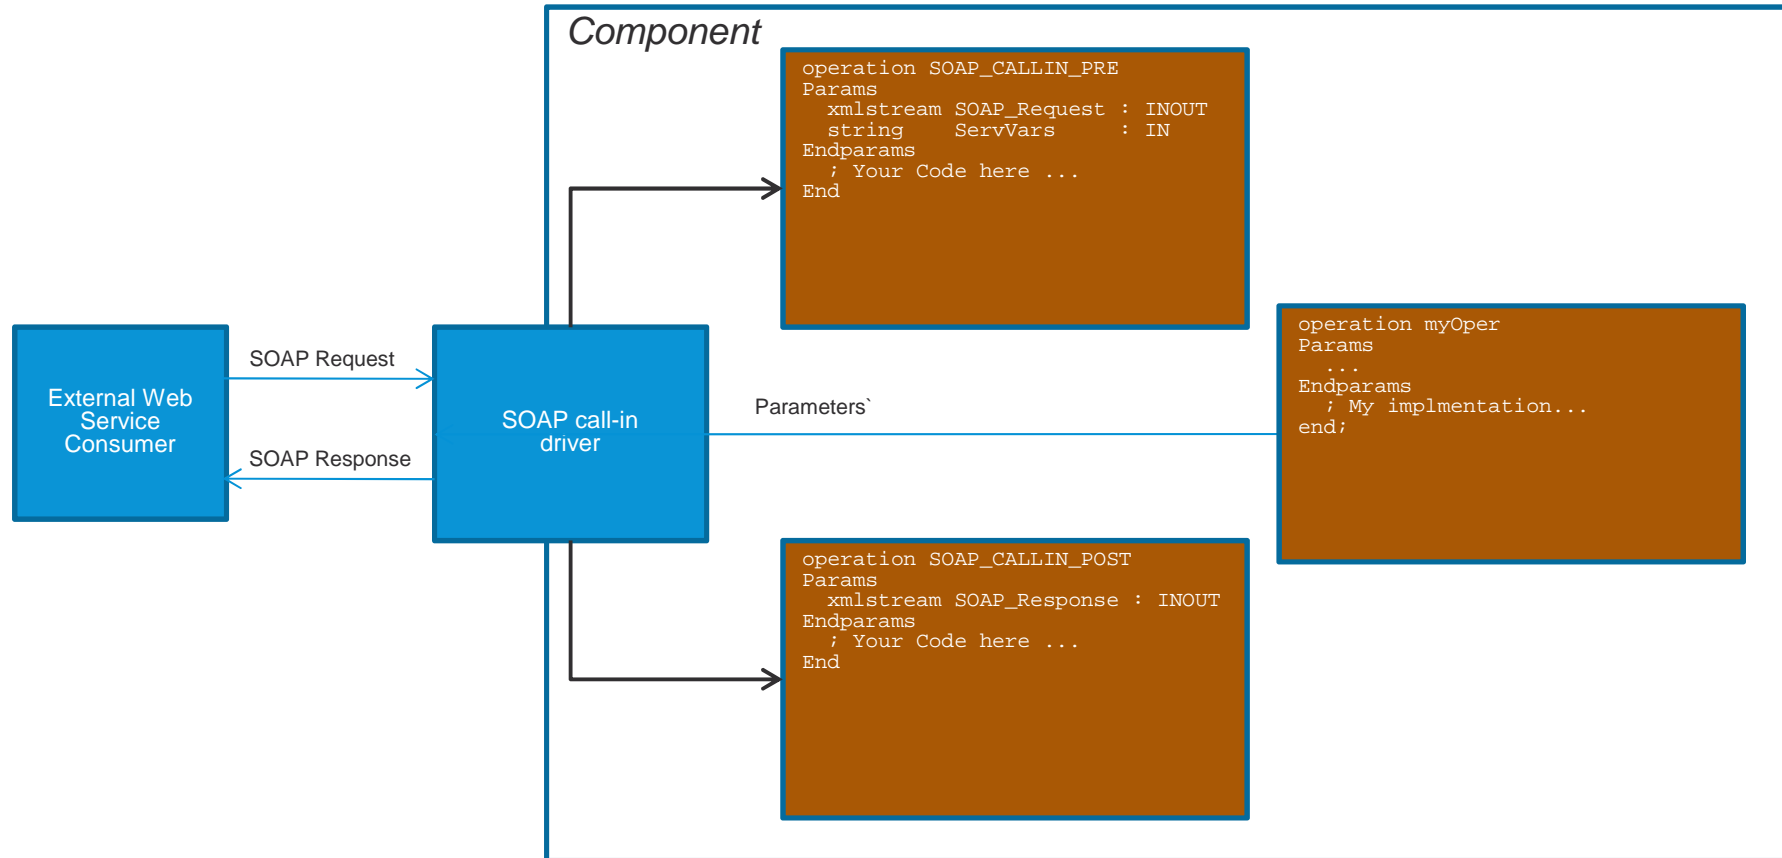 Component
operation SOAP_CALLIN_PRE
Params
  xmlstream SOAP_Request : INOUT
  string    ServVars     : IN
Endparams
  ; Your Code here ...
End
External Web
Service
Consumer
SOAP Request
SOAP Response
SOAP call-in
driver
Parameters`
operation myOper
Params
  ...
Endparams
  ; My implmentation...
end;
operation SOAP_CALLIN_POST
Params
  xmlstream SOAP_Response : INOUT
Endparams
  ; Your Code here ...
End